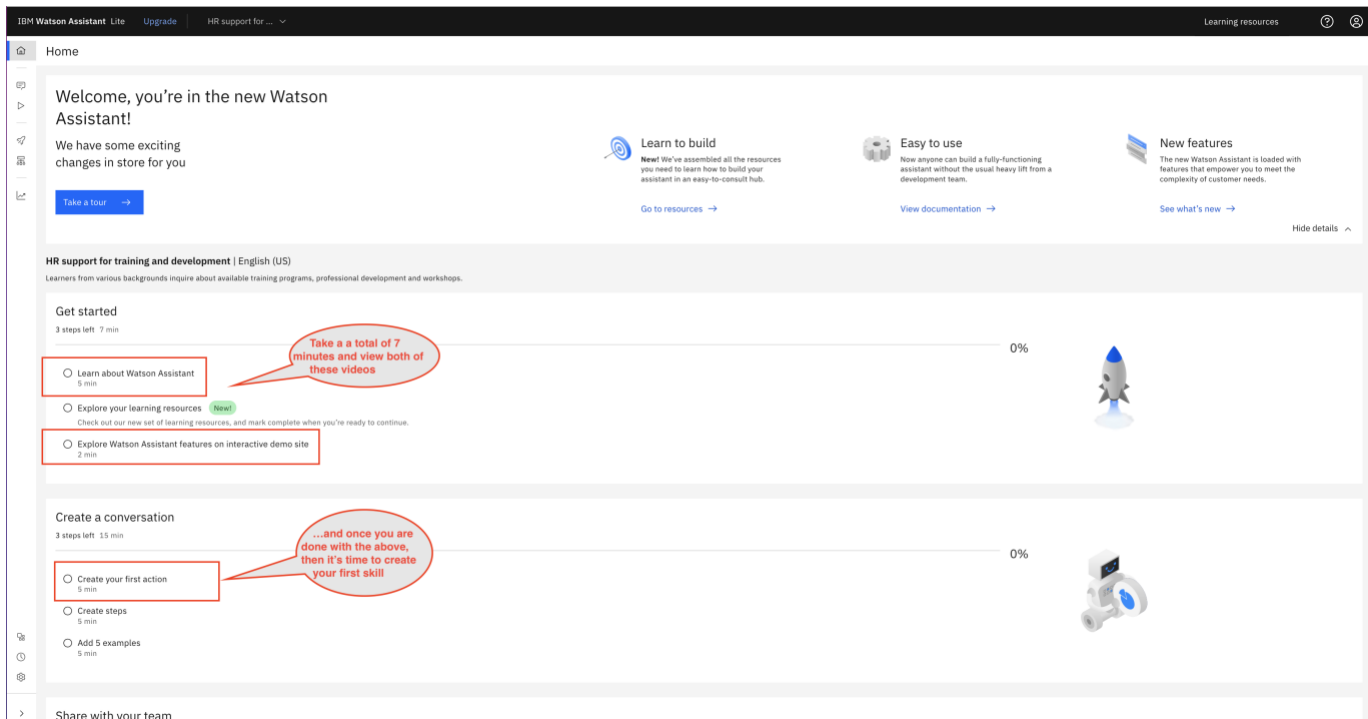 IBM Watson Assistant Lite Upgrade HR support for ... Learning resources
Home
Welcome, you're in the new Watson
Assistant!
We have some exciting
changes in store for you
Take a tour →
Learn to build
New! We've assembled all the resources
you need to learn how to build your
assistant in an easy-to-consult hub.
Go to resources →
Easy to use
Now anyone can build a fully-functioning
assistant without the usual heavy lift from a
development team.
View documentation →
New features
The new Watson Assistant is loaded with
features that empower you to meet the
complexity of customer needs.
See what's new →
Hide details
HR support for training and development | English (US)
Learners from various backgrounds inquire about available training programs, professional development and workshops.
Get started
3 steps left 7 min
0%
Learn about Watson Assistant
5 min
Take a a total of 7
minutes and view both of
these videos
Explore your learning resources New!
Check out our new set of learning resources, and mark complete when you're ready to continue.
Explore Watson Assistant features on interactive demo site
2 min
Create a conversation
3 steps left 15 min
0%
...and once you are
done with the above,
then it's time to create
your first skill
Create your first action
5 min
Create steps
5 min
Add 5 examples
5 min
Share with your team